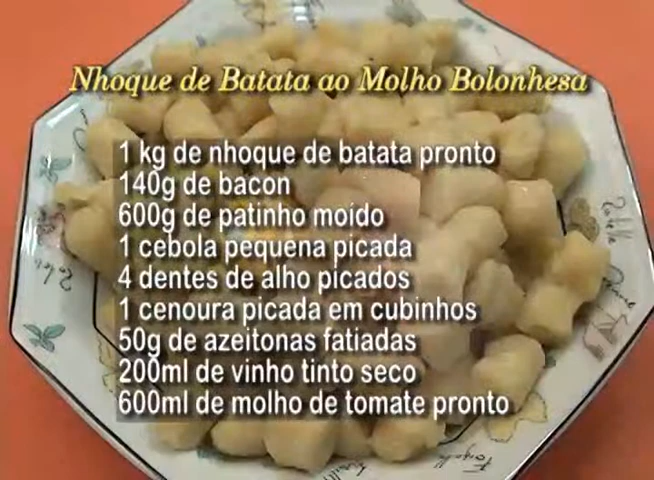 Nhoque de Batata ao Molho Bolonhesa
1 kg de nhoque de batata pronto
140g de bacon
600g de patinho moído
1 cebola pequena picada
4 dentes de alho picados
1 cenoura picada em cubinhos
50g de azeitonas fatiadas
200ml de vinho tinto seco
600ml de molho de tomate pronto